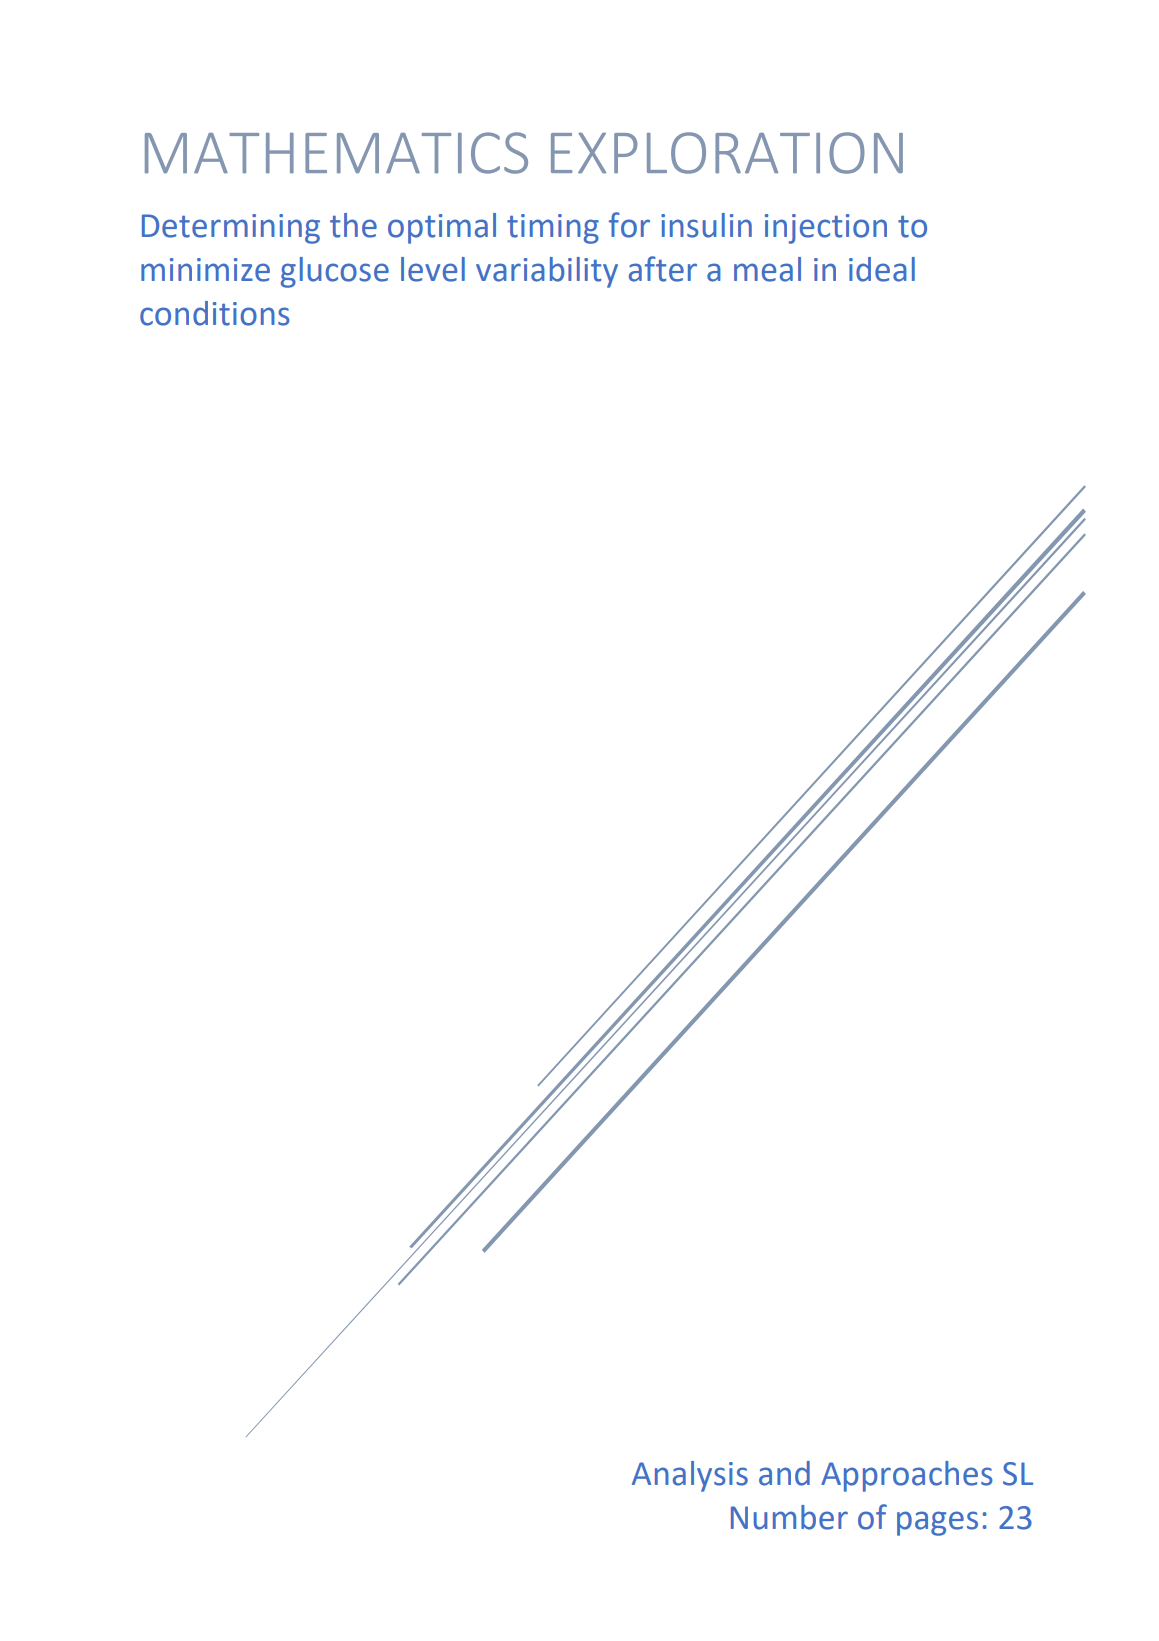 MATHEMATICS EXPLORATION
Determining the optimal timing for insulin injection to
minimize glucose level variability after a meal in ideal
conditions
Analysis and Approaches SL
Number of pages: 23